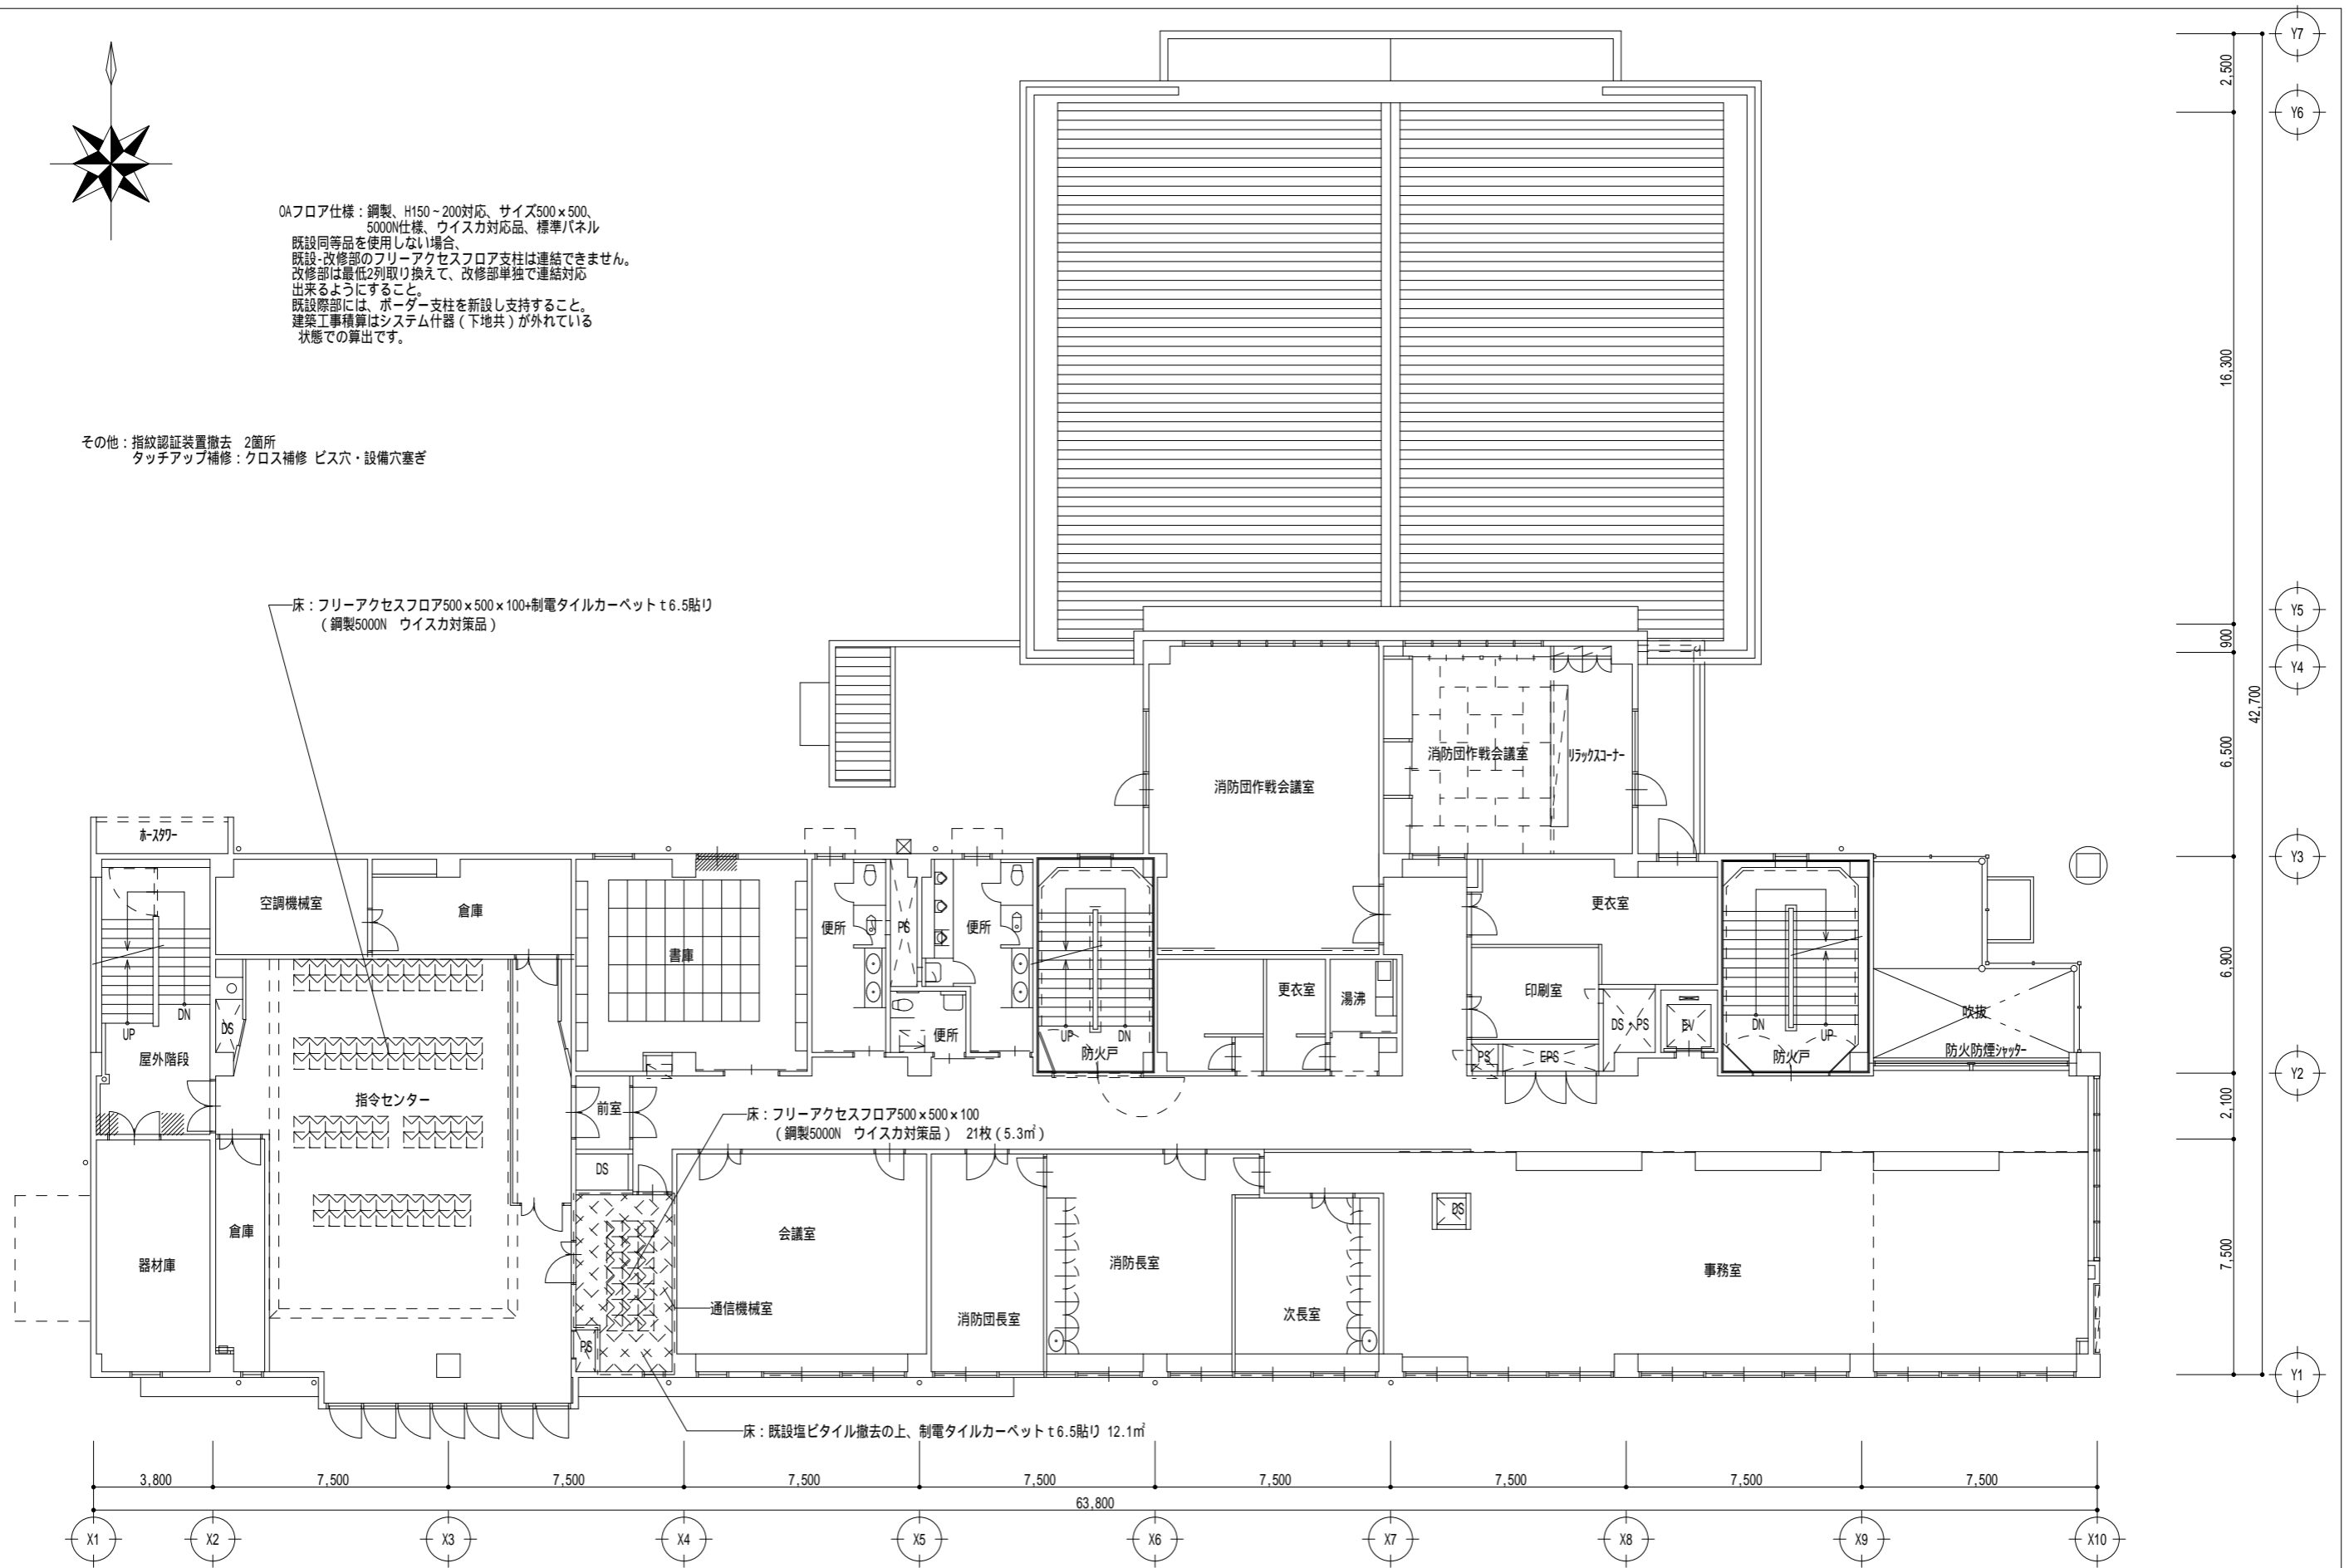 OAフロア仕様：鋼製、H150~200対応、サイズ500×500、
5000N仕様、ウイスカ対応品、標準パネル
既設同等品を使用しない場合、
既設-改修部のフリーアクセスフロア支柱は連結できません。
改修部は最低2列取り換えて、改修部単独で連結対応
出来るようにすること。
既設際部には、ボーダー支柱を新設し支持すること。
建築工事積算はシステム什器（下地共）が外れている
状態での算出です。
その他：指紋認証装置撤去　2箇所
タッチアップ補修：クロス補修 ビス穴・設備穴塞ぎ
床：フリーアクセスフロア500×500×100+制電タイルカーペットｔ6.5貼り
（鋼製5000N　ウイスカ対策品）
消防団作戦会議室
消防団作戦会議室
リラックスコーナー
ホースタワー
空調機械室
倉庫
書庫
便所
PS
便所
便所
更衣室
湯沸
更衣室
印刷室
DS・PS
EV
PS
EPS
UP
DN
防火戸
DN
UP
防火戸
吹抜
防火防煙シャッター
DN
UP
DS
屋外階段
指令センター
前室
床：フリーアクセスフロア500×500×100
（鋼製5000N　ウイスカ対策品）　21枚（5.3㎡）
DS
器材庫
倉庫
会議室
通信機械室
PS
消防団長室
消防長室
次長室
DS
事務室
床：既設塩ビタイル撤去の上、制電タイルカーペットｔ6.5貼り 12.1㎡
3,800
7,500
7,500
7,500
7,500
7,500
7,500
7,500
7,500
63,800
X1
X2
X3
X4
X5
X6
X7
X8
X9
X10
Y7
2,500
Y6
16,300
Y5
900
Y4
42,700
6,500
Y3
6,900
Y2
2,100
7,500
Y1